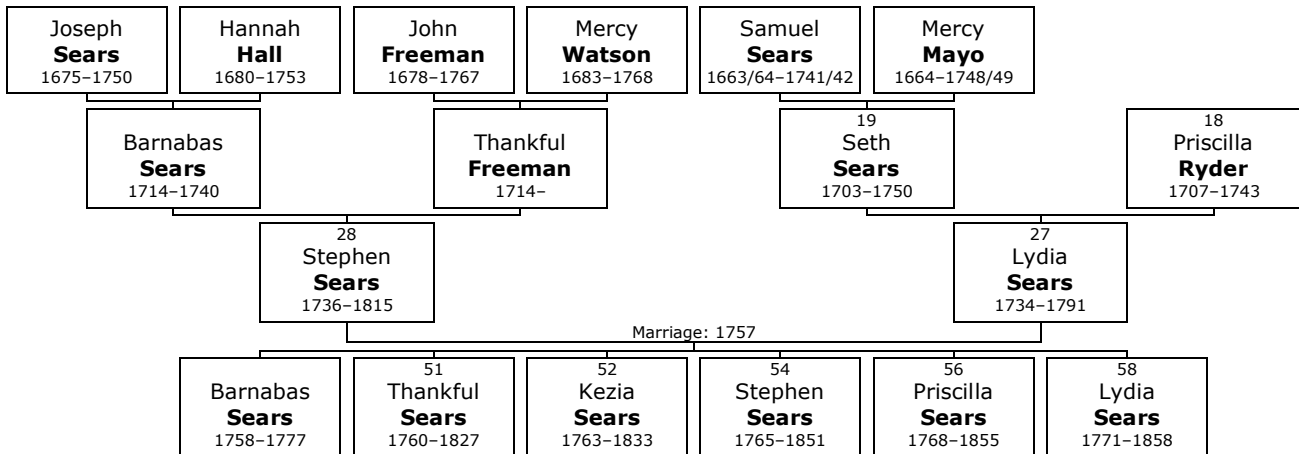 Joseph
Sears
1675–1750
Hannah
Hall
1680–1753
John
Freeman
1678–1767
Mercy
Watson
1683–1768
Samuel
Sears
1663/64–1741/42
Mercy
Mayo
1664–1748/49
Barnabas
Sears
1714–1740
Thankful
Freeman
1714–
19
Seth
Sears
1703–1750
18
Priscilla
Ryder
1707–1743
28
Stephen
Sears
1736–1815
27
Lydia
Sears
1734–1791
Marriage: 1757
Barnabas
Sears
1758–1777
51
Thankful
Sears
1760–1827
52
Kezia
Sears
1763–1833
54
Stephen
Sears
1765–1851
56
Priscilla
Sears
1768–1855
58
Lydia
Sears
1771–1858